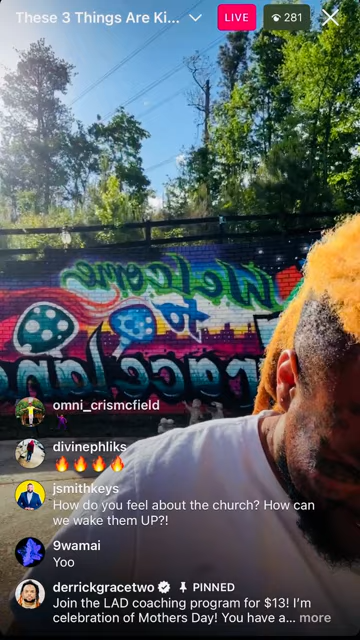 These 3 Things Are Ki...
LIVE
281
Welcome
to
omni_crismcfield
divinephliks
jsmithkeys
How do you feel about the church? How can
we wake them UP?!
9wamai
Yoo
derrickgracetwo PINNED
Join the LAD coaching program for $13! I'm
celebration of Mothers Day! You have a... more